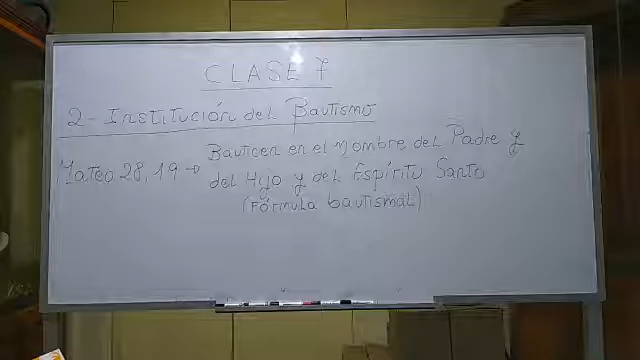 CLASE 7
2- Institución del Bautismo
Mateo 28,19 → Bauticen en el Nombre del Padre y
del Hijo y del Espíritu Santo
(Fórmula bautismal)